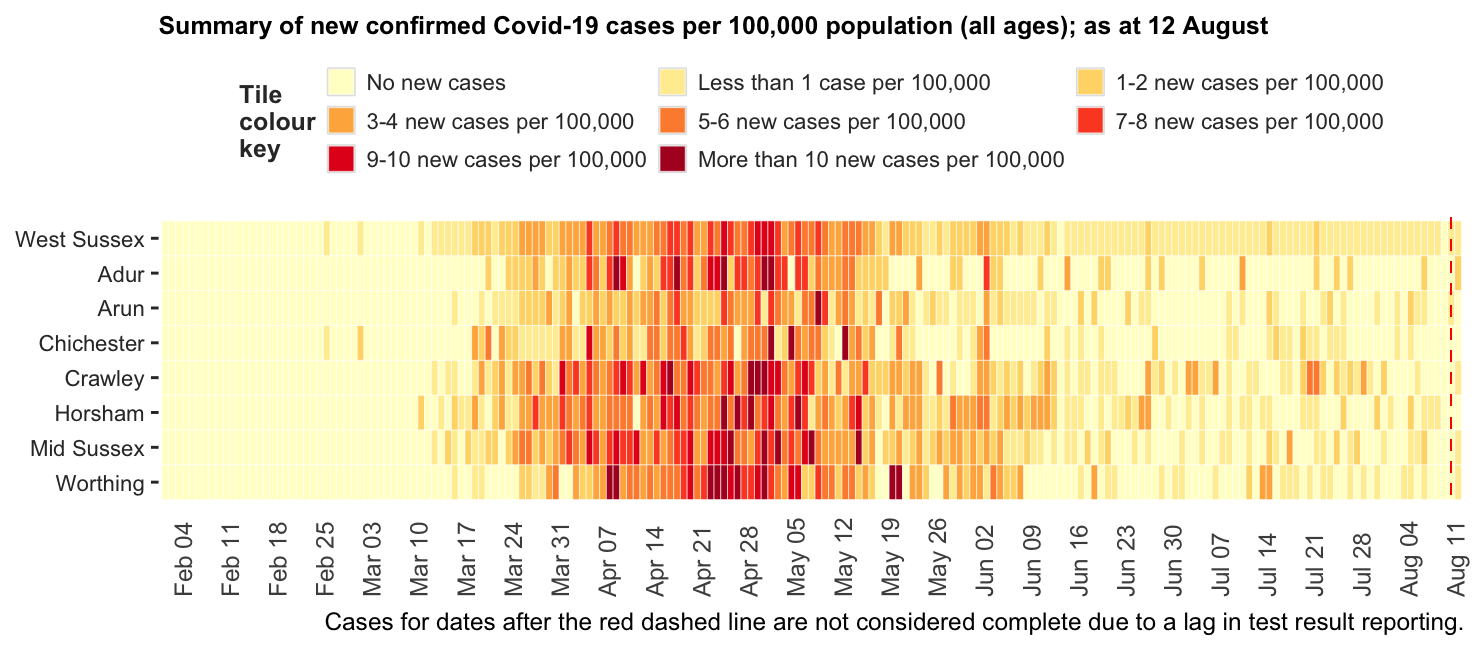 Summary of new confirmed Covid-19 cases per 100,000 population (all ages); as at 12 August
Tile
colour
key
No new cases
Less than 1 case per 100,000
1-2 new cases per 100,000
3-4 new cases per 100,000
5-6 new cases per 100,000
7-8 new cases per 100,000
9-10 new cases per 100,000
More than 10 new cases per 100,000
West Sussex
Adur
Arun
Chichester
Crawley
Horsham
Mid Sussex
Worthing
Feb 04
Feb 11
Feb 18
Feb 25
Mar 03
Mar 10
Mar 17
Mar 24
Mar 31
Apr 07
Apr 14
Apr 21
Apr 28
May 05
May 12
May 19
May 26
Jun 02
Jun 09
Jun 16
Jun 23
Jun 30
Jul 07
Jul 14
Jul 21
Jul 28
Aug 04
Aug 11
Cases for dates after the red dashed line are not considered complete due to a lag in test result reporting.